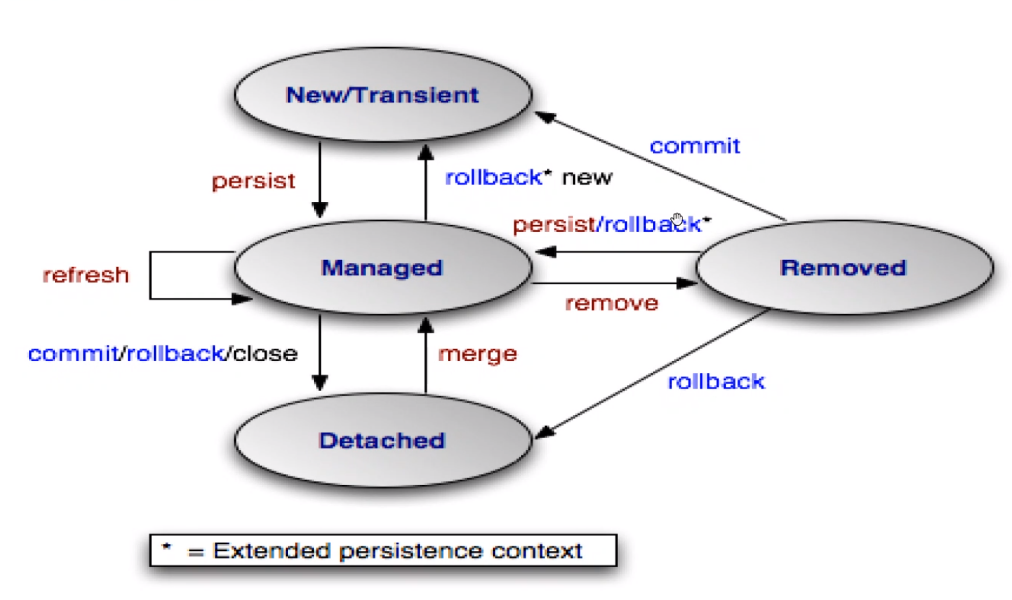 New/Transient
commit
persist
rollback* new
persist/rollback*
refresh
Managed
Removed
remove
commit/rollback/close
merge
rollback
Detached
* = Extended persistence context